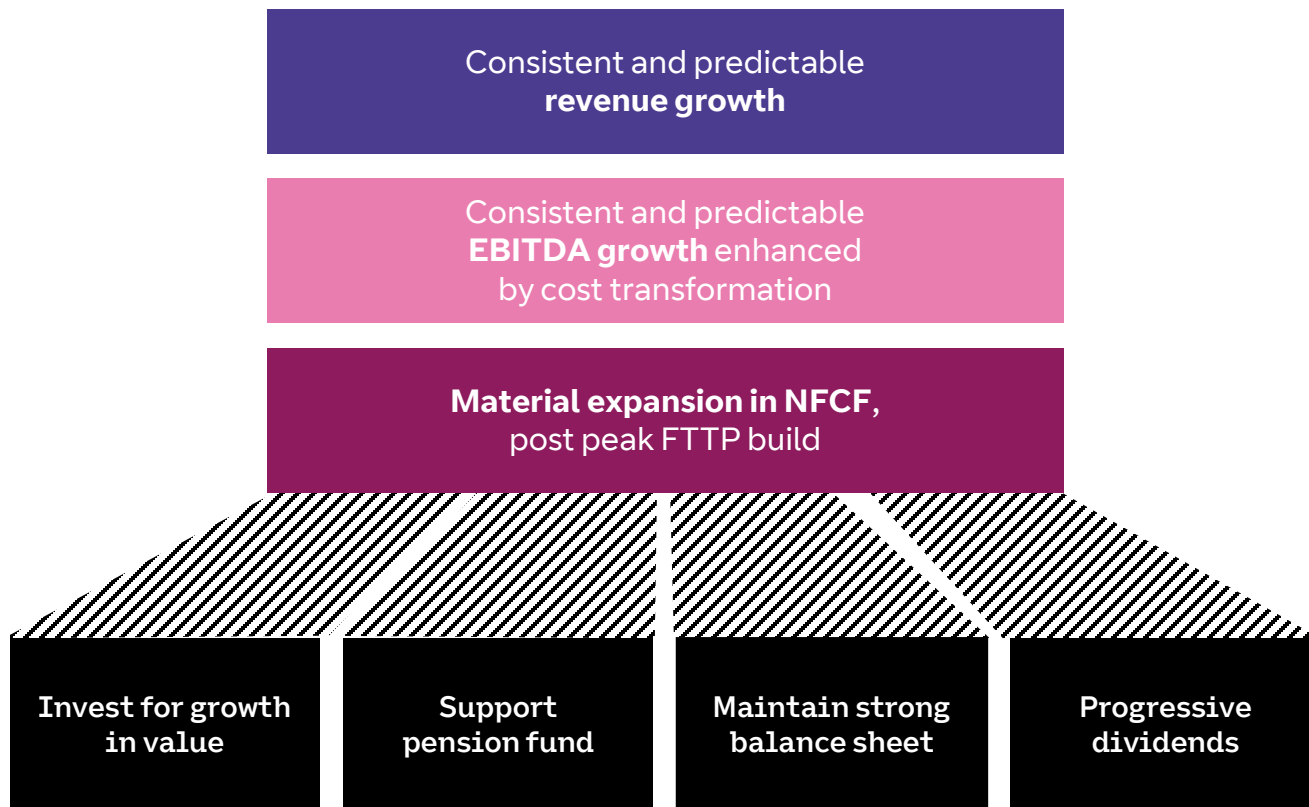 Consistent and predictable
revenue growth
Consistent and predictable
EBITDA growth enhanced
by cost transformation
Material expansion in NFCF,
post peak FTTP build
Invest for growth
in value
Support
pension fund
Maintain strong
balance sheet
Progressive
dividends